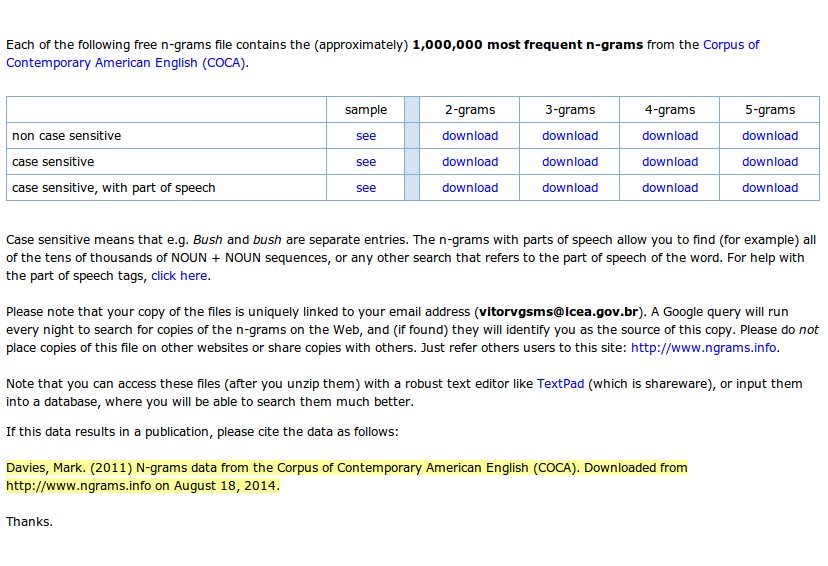 Each of the following free n-grams file contains the (approximately) 1,000,000 most frequent n-grams from the Corpus of
Contemporary American English (COCA).
sample 2-grams 3-grams 4-grams 5-grams
non case sensitive see download download download download
case sensitive see download download download download
case sensitive, with part of speech see download download download download
Case sensitive means that e.g. Bush and bush are separate entries. The n-grams with parts of speech allow you to find (for example) all
of the tens of thousands of NOUN + NOUN sequences, or any other search that refers to the part of speech of the word. For help with
the part of speech tags, click here.
Please note that your copy of the files is uniquely linked to your email address (vitorvgsms@icea.gov.br). A Google query will run
every night to search for copies of the n-grams on the Web, and (if found) they will identify you as the source of this copy. Please do not
place copies of this file on other websites or share copies with others. Just refer others users to this site: http://www.ngrams.info.
Note that you can access these files (after you unzip them) with a robust text editor like TextPad (which is shareware), or input them
into a database, where you will be able to search them much better.
If this data results in a publication, please cite the data as follows:
Davies, Mark. (2011) N-grams data from the Corpus of Contemporary American English (COCA). Downloaded from
http://www.ngrams.info on August 18, 2014.
Thanks.